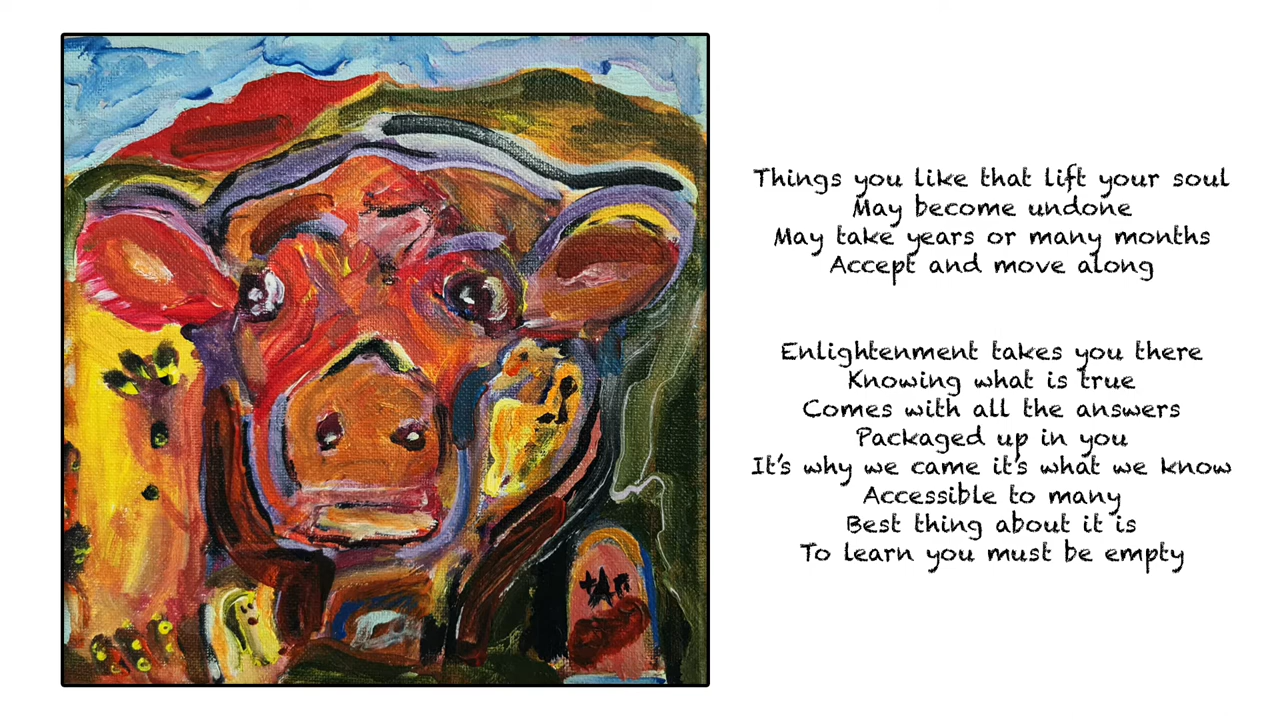 Things you like that lift your soul
May become undone
May take years or many months
Accept and move along
Enlightenment takes you there
Knowing what is true
Comes with all the answers
Packaged up in you
It's why we came it's what we know
Accessible to many
Best thing about it is
To learn you must be empty